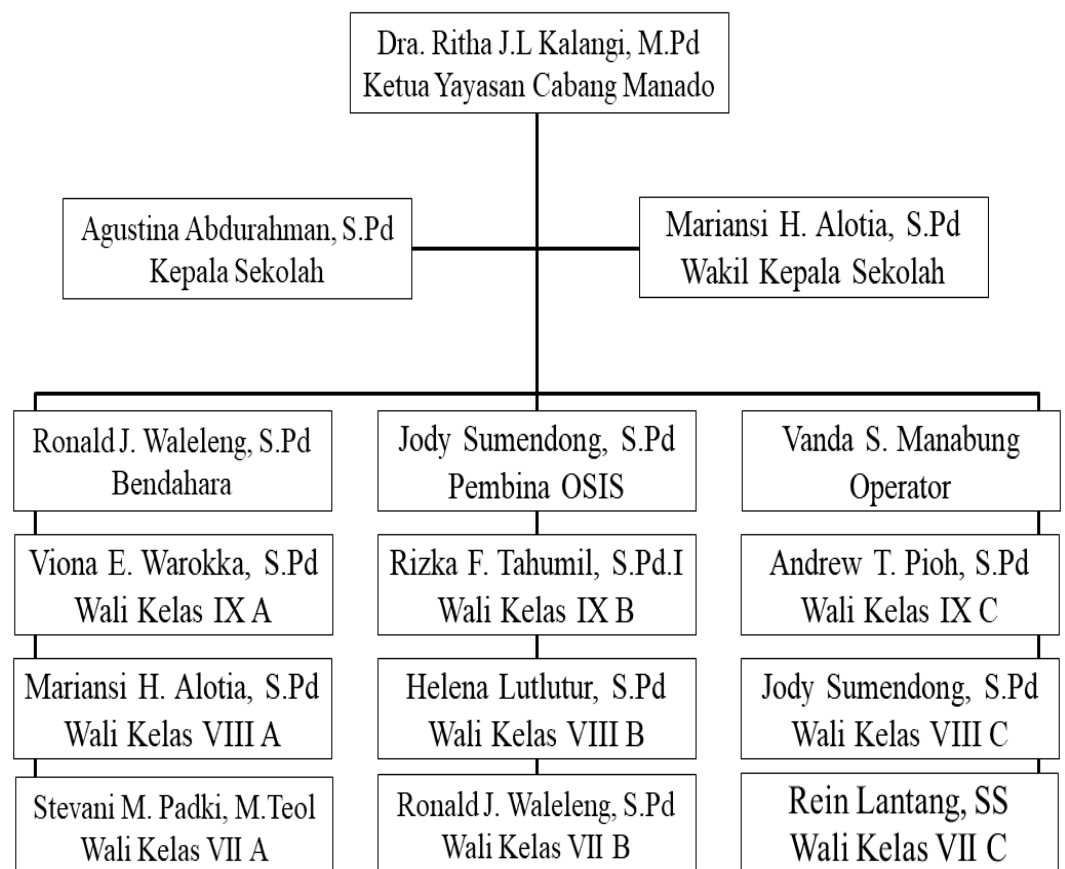 Dra. Ritha J.L Kalangi, M.Pd
Ketua Yayasan Cabang Manado
Agustina Abdurahman, S.Pd
Kepala Sekolah
Mariansi H. Alotia, S.Pd
Wakil Kepala Sekolah
Ronald J. Waleleng, S.Pd
Bendahara
Jody Sumendong, S.Pd
Pembina OSIS
Vanda S. Manabung
Operator
Viona E. Warokka, S.Pd
Wali Kelas IX A
Rizka F. Tahumil, S.Pd.I
Wali Kelas IX B
Andrew T. Pioh, S.Pd
Wali Kelas IX C
Mariansi H. Alotia, S.Pd
Wali Kelas VIII A
Helena Lutlutur, S.Pd
Wali Kelas VIII B
Jody Sumendong, S.Pd
Wali Kelas VIII C
Stevani M. Padki, M.Teol
Wali Kelas VII A
Ronald J. Waleleng, S.Pd
Wali Kelas VII B
Rein Lantang, SS
Wali Kelas VII C